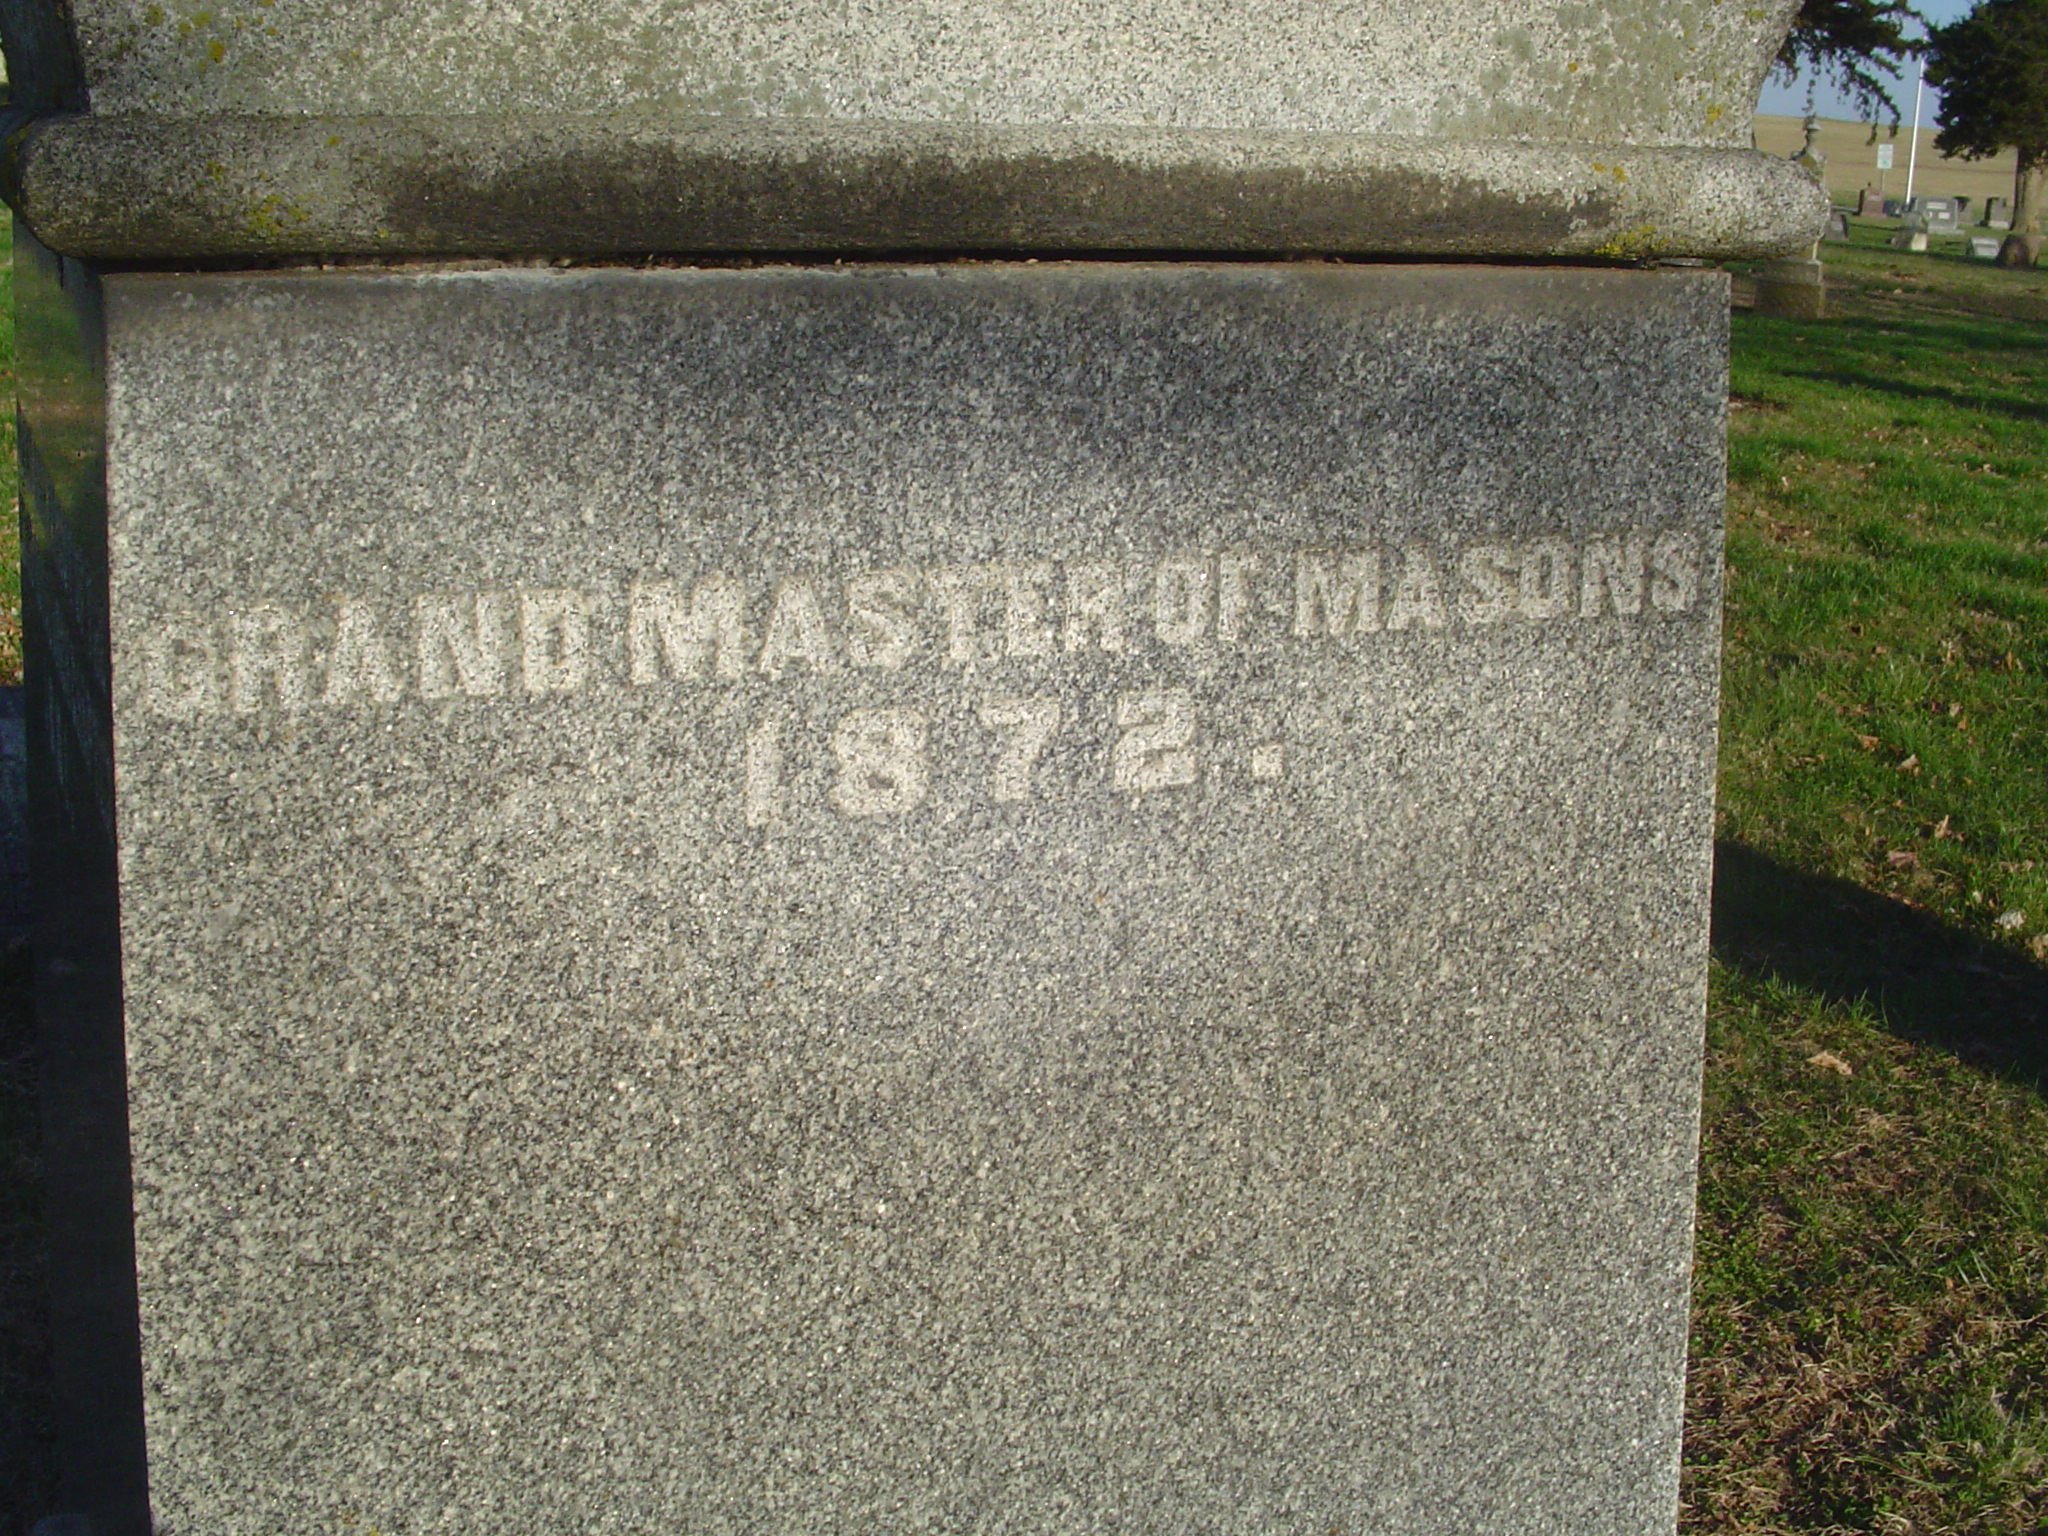 GRAND MASTER OF MASONS
1872.